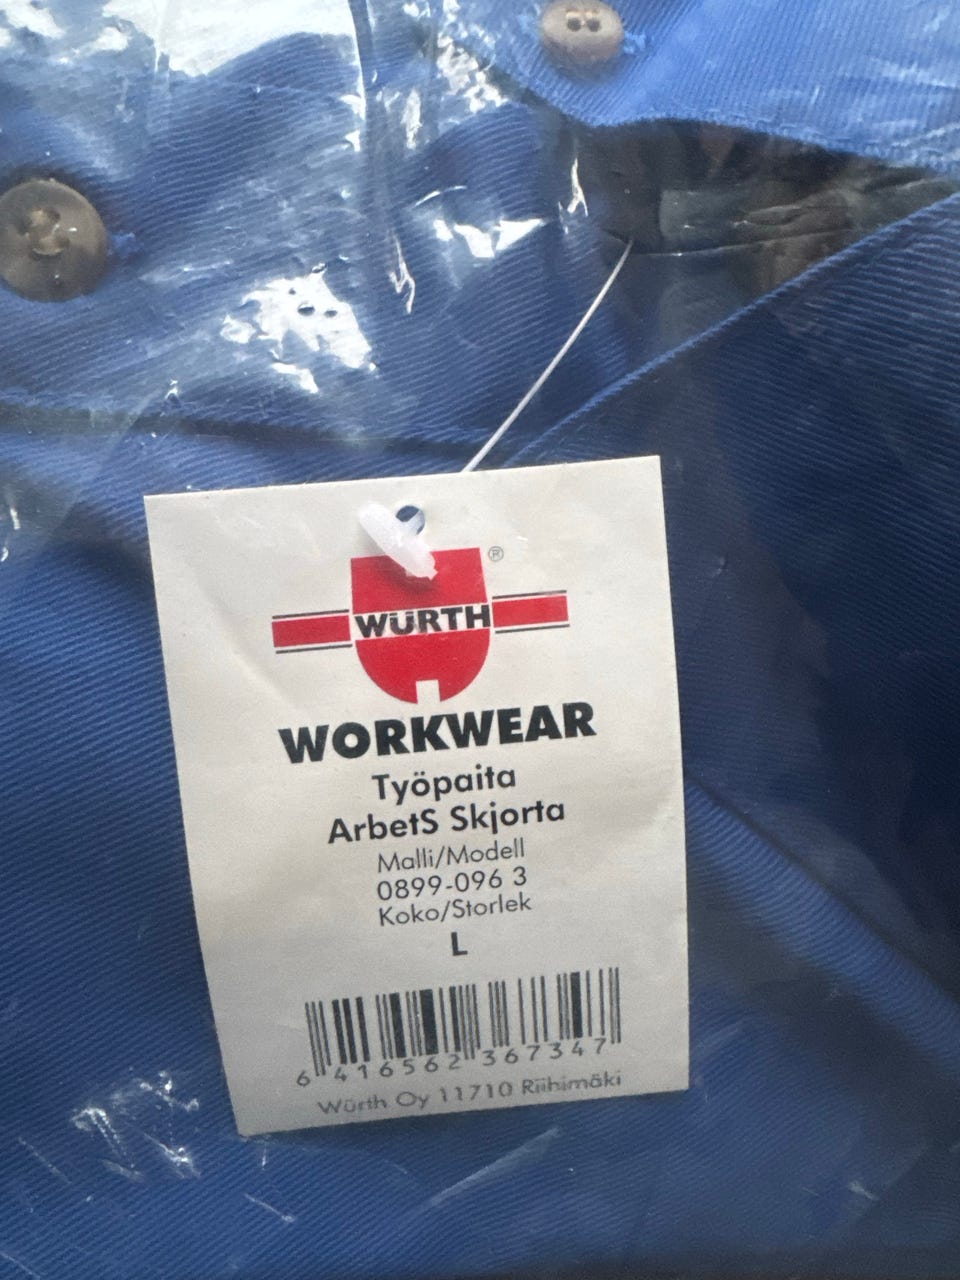 ®
WÜRTH
WORKWEAR
Työpaita
ArbetS Skjorta
Malli/Modell
0899-096 3
Koko/Storlek
L
6 416562 367347
Würth Oy 11710 Riihimäki